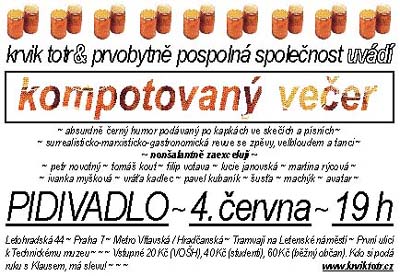 krvik totr & prvobytně pospolná společnost uvádí
kompotovaný večer
~ absurdně černý humor podávaný po kapkách ve skečích a písních ~
~ surrealisticko-marxisticko-gastronomická revue se zpěvy, velbloudem a tanci ~
~ nonšalantně zaexcelují ~
~ petr novotný ~ tomáš kout ~ filip votava ~ lucie janovská ~ martina rýcová ~
~ ivanka myšková ~ vráťa kadlec ~ pavel kubaník ~ šusťa ~ machýk ~ avatar ~
PIDIVADLO ~ 4. června ~ 19 h
Letohradská 44 ~ Praha 7 ~ Metro Vltavská / Hradčanská ~ Tramvají na Letenské náměstí ~ První ulicí
k Technickému muzeu ~ ~ ~ Vstupné 20 Kč (VOŠH), 40 Kč (studenti), 60 Kč (běžný občan). Kdo si podá
ruku s Klausem, má slevu! ~ ~ ~ www.krviktotr.cz